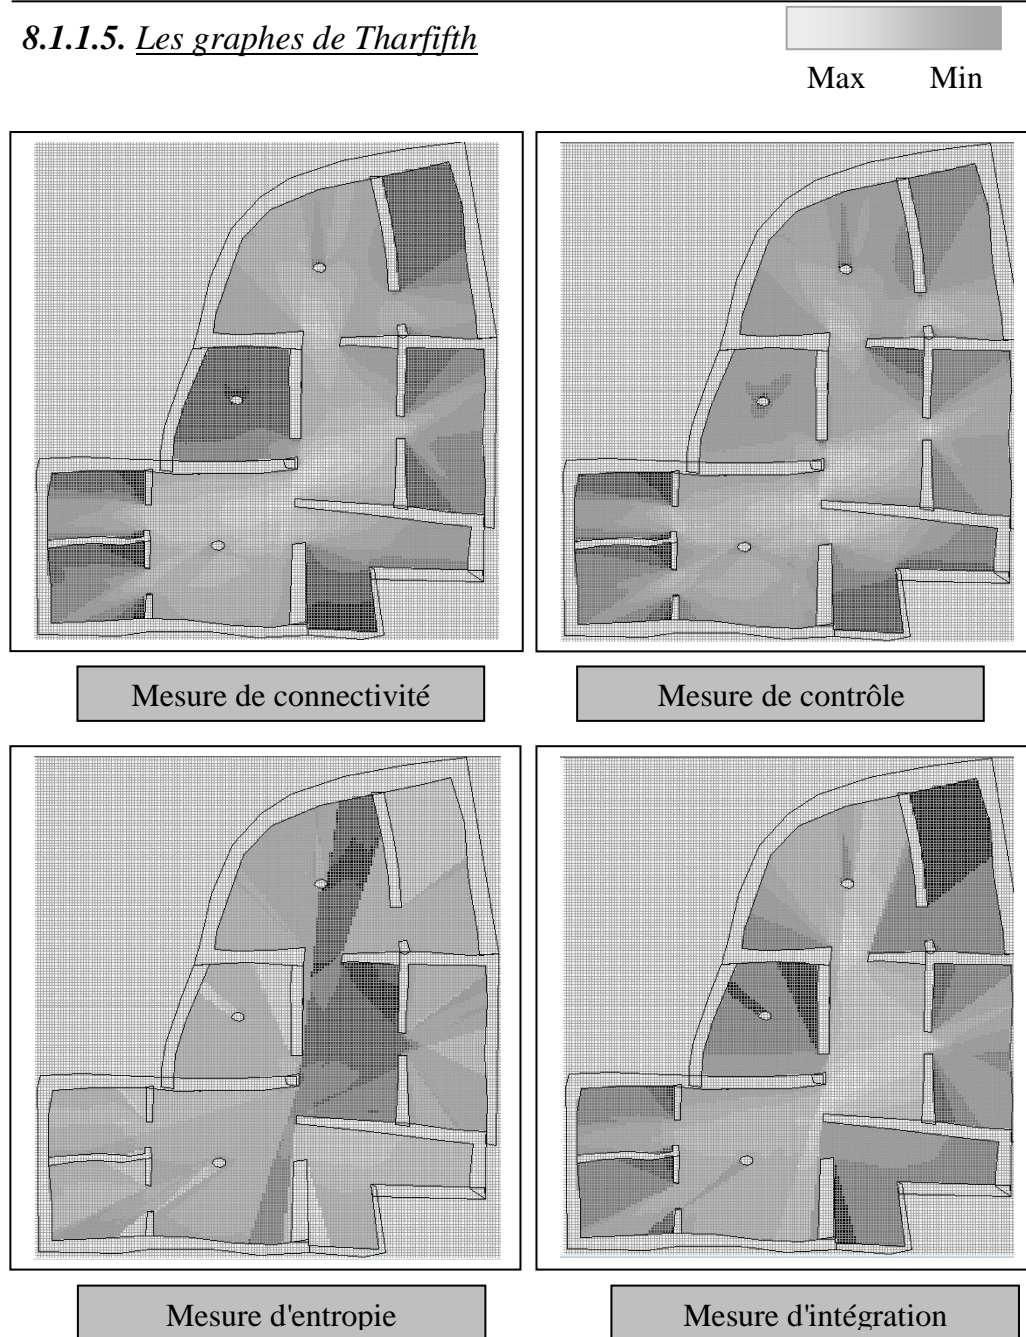 8.1.1.5. Les graphes de Tharfifth
Max Min
Mesure de connectivité
Mesure de contrôle
Mesure d'entropie
Mesure d'intégration